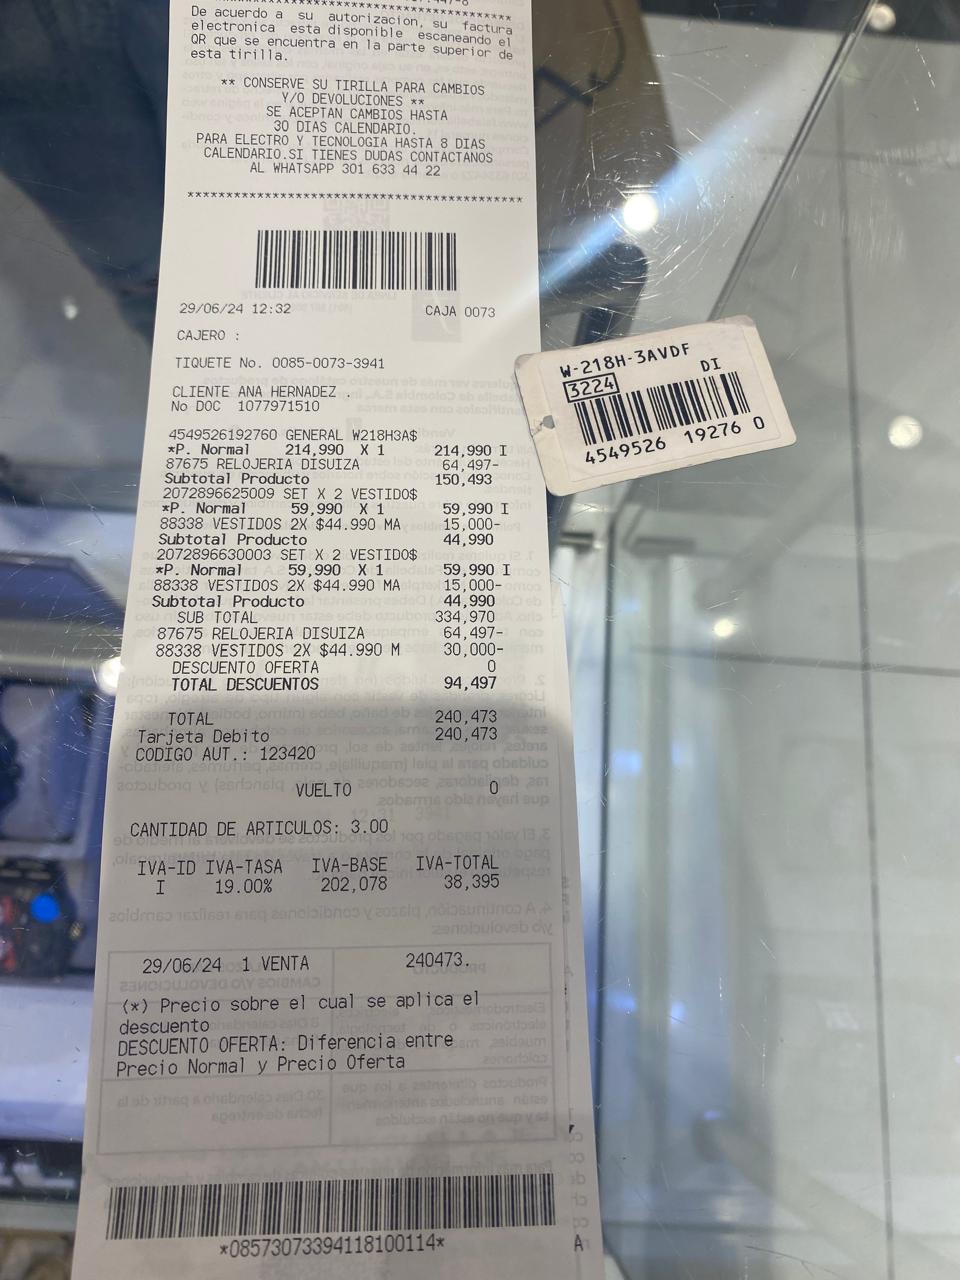 De acuerdo a su autorizacion, su factura
electronica esta disponible escaneando el
QR que se encuentra en la parte superior de
esta tirilla.
** CONSERVE SU TIRILLA PARA CAMBIOS
Y/O DEVOLUCIONES **
SE ACEPTAN CAMBIOS HASTA
30 DIAS CALENDARIO.
PARA ELECTRO Y TECNOLOGIA HASTA 8 DIAS
CALENDARIO.SI TIENES DUDAS CONTACTANOS
AL WHATSAPP 301 633 44 22
******************************************
29/06/24 12:32 CAJA 0073
CAJERO :
TIQUETE No. 0085-0073-3941
CLIENTE ANA HERNADEZ .
No DOC 1077971510
4549526192760 GENERAL W218H3A$
*P. Normal 214,990 X 1 214,990 I
87675 RELOJERIA DISUIZA 64,497-
Subtotal Producto 150,493
2072896625009 SET X 2 VESTIDO$
*P. Normal 59,990 X 1 59,990 I
88338 VESTIDOS 2X $44.990 MA 15,000-
Subtotal Producto 44,990
2072896630003 SET X 2 VESTIDO$
*P. Normal 59,990 X 1 59,990 I
88338 VESTIDOS 2X $44.990 MA 15,000-
Subtotal Producto 44,990
SUB TOTAL 334,970
87675 RELOJERIA DISUIZA 64,497-
88338 VESTIDOS 2X $44.990 M 30,000-
DESCUENTO OFERTA 0
TOTAL DESCUENTOS 94,497
TOTAL 240,473
Tarjeta Debito 240,473
CODIGO AUT.: 123420
VUELTO 0
CANTIDAD DE ARTICULOS: 3.00
IVA-ID IVA-TASA IVA-BASE IVA-TOTAL
I 19.00% 202,078 38,395
29/06/24 1 VENTA 240473.
(*) Precio sobre el cual se aplica el
descuento
DESCUENTO OFERTA: Diferencia entre
Precio Normal y Precio Oferta
*08573073394118100114*
W-218H-3AVDF
3224 DI
4549526 19276 0